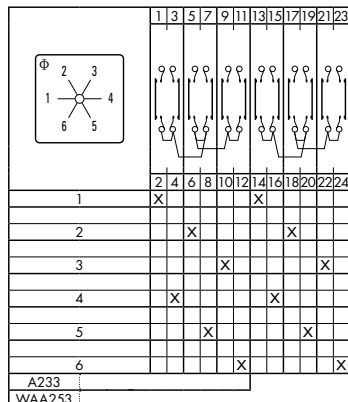 1 3 5 7 9 11 13 15 17 19 21 23
Φ
2 3
1 4
6 5
2 4 6 8 10 12 14 16 18 20 22 24
1 X X
2 X X
3 X X
4 X X
5 X X
6 X X
A233
WAA253